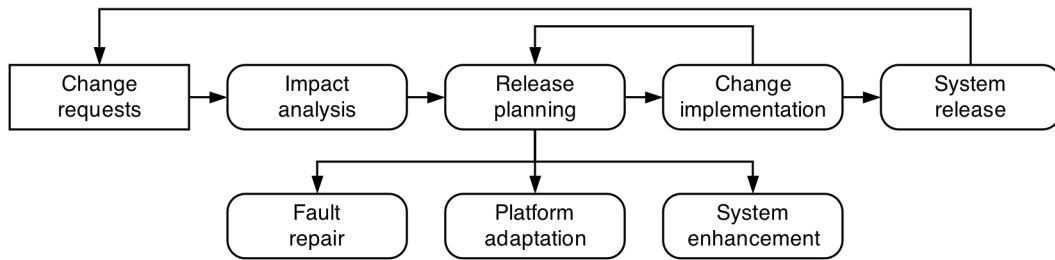 Change
requests
Impact
analysis
Release
planning
Change
implementation
System
release
Fault
repair
Platform
adaptation
System
enhancement